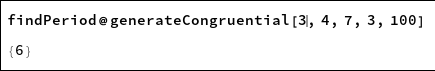 findPeriod@generateCongruential[3, 4, 7, 3, 100]
{6}